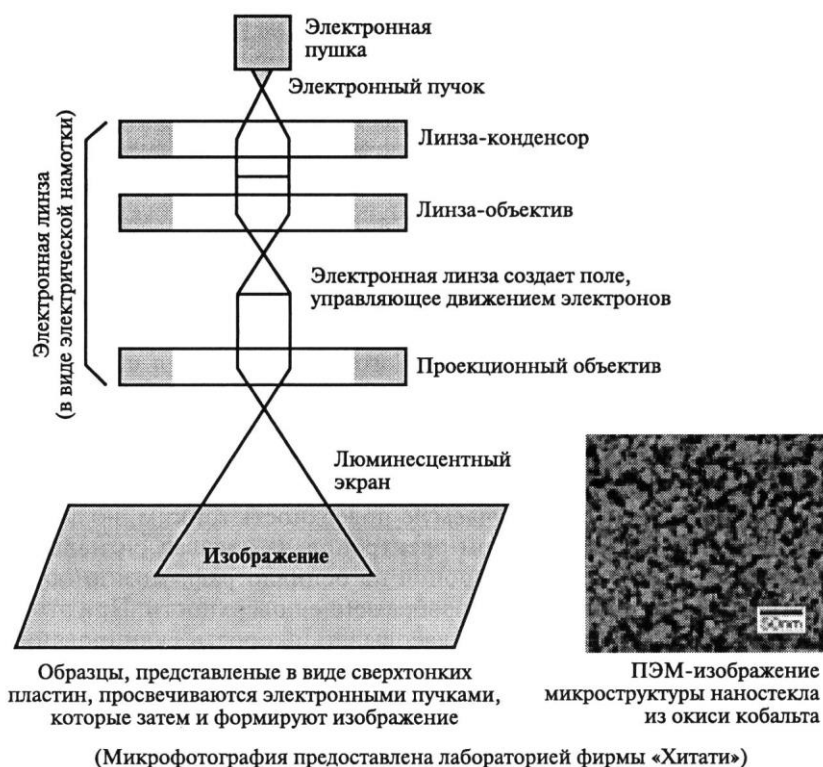 Электронная
пушка
Электронный пучок
Линза-конденсор
Линза-объектив
Электронная линза
(в виде электрической намотки)
Электронная линза создает поле,
управляющее движением электронов
Проекционный объектив
Люминесцентный
экран
Изображение
50nm
Образцы, представленые в виде сверхтонких
пластин, просвечиваются электронными пучками,
которые затем и формируют изображение
ПЭМ-изображение
микроструктуры наностекла
из окиси кобальта
(Микрофотография предоставлена лабораторией фирмы «Хитати»)